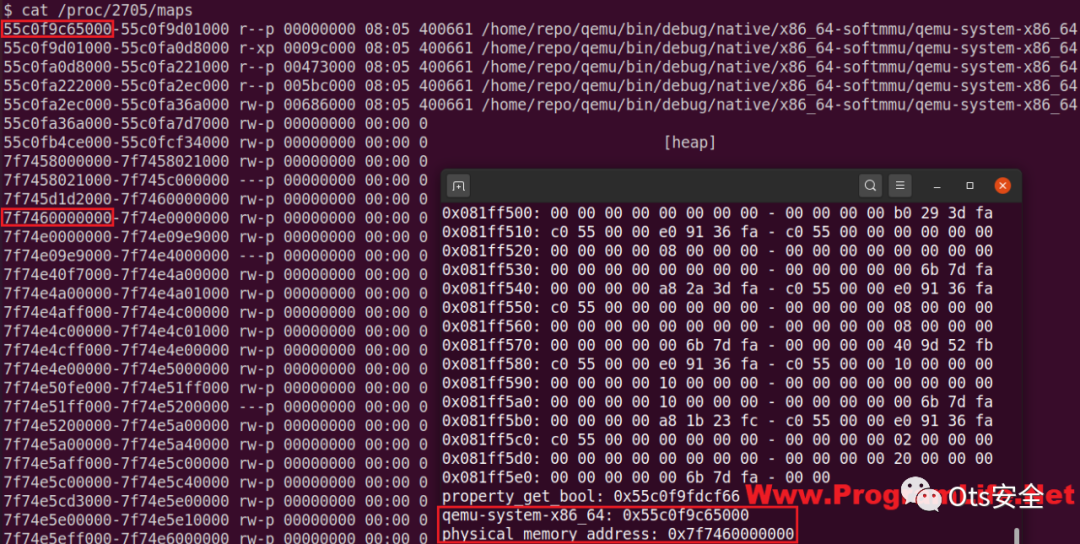 $ cat /proc/2705/maps
55c0f9c65000-55c0f9d01000 r--p 00000000 08:05 400661 /home/repo/qemu/bin/debug/native/x86_64-softmmu/qemu-system-x86_64
55c0f9d01000-55c0fa0d8000 r-xp 0009c000 08:05 400661 /home/repo/qemu/bin/debug/native/x86_64-softmmu/qemu-system-x86_64
55c0fa0d8000-55c0fa221000 r--p 00473000 08:05 400661 /home/repo/qemu/bin/debug/native/x86_64-softmmu/qemu-system-x86_64
55c0fa222000-55c0fa2ec000 r--p 005bc000 08:05 400661 /home/repo/qemu/bin/debug/native/x86_64-softmmu/qemu-system-x86_64
55c0fa2ec000-55c0fa36a000 rw-p 00686000 08:05 400661 /home/repo/qemu/bin/debug/native/x86_64-softmmu/qemu-system-x86_64
55c0fa36a000-55c0fa7d7000 rw-p 00000000 00:00 0
55c0fb4ce000-55c0fcf34000 rw-p 00000000 00:00 0 [heap]
7f7458000000-7f7458021000 rw-p 00000000 00:00 0
7f7458021000-7f745c000000 ---p 00000000 00:00 0
7f745d1d2000-7f7460000000 rw-p 00000000 00:00 0
7f7460000000-7f74e0000000 rw-p 00000000 00:00 0
7f74e0000000-7f74e09e9000 rw-p 00000000 00:00 0
7f74e09e9000-7f74e4000000 ---p 00000000 00:00 0
7f74e40f7000-7f74e4a00000 rw-p 00000000 00:00 0
7f74e4a00000-7f74e4a01000 rw-p 00000000 00:00 0
7f74e4aff000-7f74e4c00000 rw-p 00000000 00:00 0
7f74e4c00000-7f74e4c01000 rw-p 00000000 00:00 0
7f74e4cff000-7f74e4e00000 rw-p 00000000 00:00 0
7f74e4e00000-7f74e5000000 rw-p 00000000 00:00 0
7f74e50fe000-7f74e51ff000 rw-p 00000000 00:00 0
7f74e51ff000-7f74e5200000 ---p 00000000 00:00 0
7f74e5200000-7f74e5a00000 rw-p 00000000 00:00 0
7f74e5a00000-7f74e5a40000 rw-p 00000000 00:00 0
7f74e5aff000-7f74e5c00000 rw-p 00000000 00:00 0
7f74e5c00000-7f74e5c40000 rw-p 00000000 00:00 0
7f74e5cd3000-7f74e5e00000 rw-p 00000000 00:00 0
7f74e5e00000-7f74e5e10000 rw-p 00000000 00:00 0
7f74e5eff000-7f74e6000000 rw-p 00000000 00:00 0
0x081ff500: 00 00 00 00 00 00 00 00 - 00 00 00 00 b0 29 3d fa
0x081ff510: c0 55 00 00 e0 91 36 fa - c0 55 00 00 00 00 00 00
0x081ff520: 00 00 00 00 08 00 00 00 - 00 00 00 00 00 00 00 00
0x081ff530: 00 00 00 00 00 00 00 00 - 00 00 00 00 00 6b 7d fa
0x081ff540: 00 00 00 00 a8 2a 3d fa - c0 55 00 00 e0 91 36 fa
0x081ff550: c0 55 00 00 00 00 00 00 - 00 00 00 00 08 00 00 00
0x081ff560: 00 00 00 00 00 00 00 00 - 00 00 00 00 08 00 00 00
0x081ff570: 00 00 00 00 00 6b 7d fa - 00 00 00 00 40 9d 52 fb
0x081ff580: c0 55 00 00 e0 91 36 fa - c0 55 00 00 10 00 00 00
0x081ff590: 00 00 00 00 10 00 00 00 - 00 00 00 00 00 00 00 00
0x081ff5a0: 00 00 00 00 10 00 00 00 - 00 00 00 00 00 6b 7d fa
0x081ff5b0: 00 00 00 00 a8 1b 23 fc - c0 55 00 00 e0 91 36 fa
0x081ff5c0: c0 55 00 00 00 00 00 00 - 00 00 00 00 02 00 00 00
0x081ff5d0: 00 00 00 00 00 00 00 00 - 00 00 00 00 20 00 00 00
0x081ff5e0: 00 00 00 00 00 6b 7d fa - 00 00
property_get_bool: 0x55c0f9fdcf66
qemu-system-x86_64: 0x55c0f9c65000
physical memory address: 0x7f7460000000
Ots安全